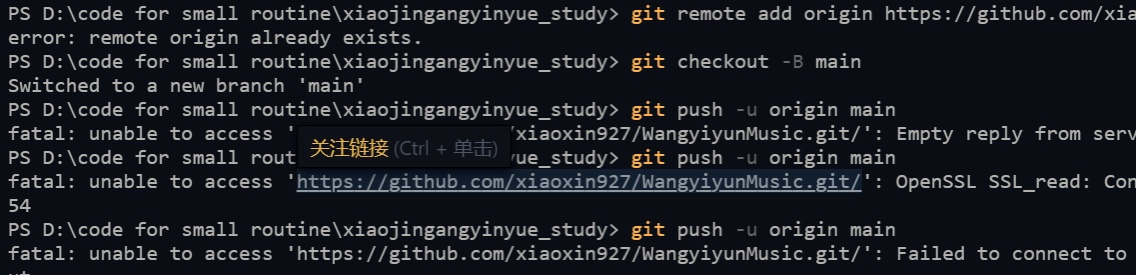 PS D:\code for small routine\xiaojingangyinyue_study> git remote add origin https://github.com/xia
error: remote origin already exists.
PS D:\code for small routine\xiaojingangyinyue_study> git checkout -B main
Switched to a new branch 'main'
PS D:\code for small routine\xiaojingangyinyue_study> git push -u origin main
fatal: unable to access ' /xiaoxin927/WangyiyunMusic.git/': Empty reply from serv
关注链接 (Ctrl + 单击)
PS D:\code for small rout yue_study> git push -u origin main
fatal: unable to access 'https://github.com/xiaoxin927/WangyiyunMusic.git/': OpenSSL SSL_read: Con
54
PS D:\code for small routine\xiaojingangyinyue_study> git push -u origin main
fatal: unable to access 'https://github.com/xiaoxin927/WangyiyunMusic.git/': Failed to connect to